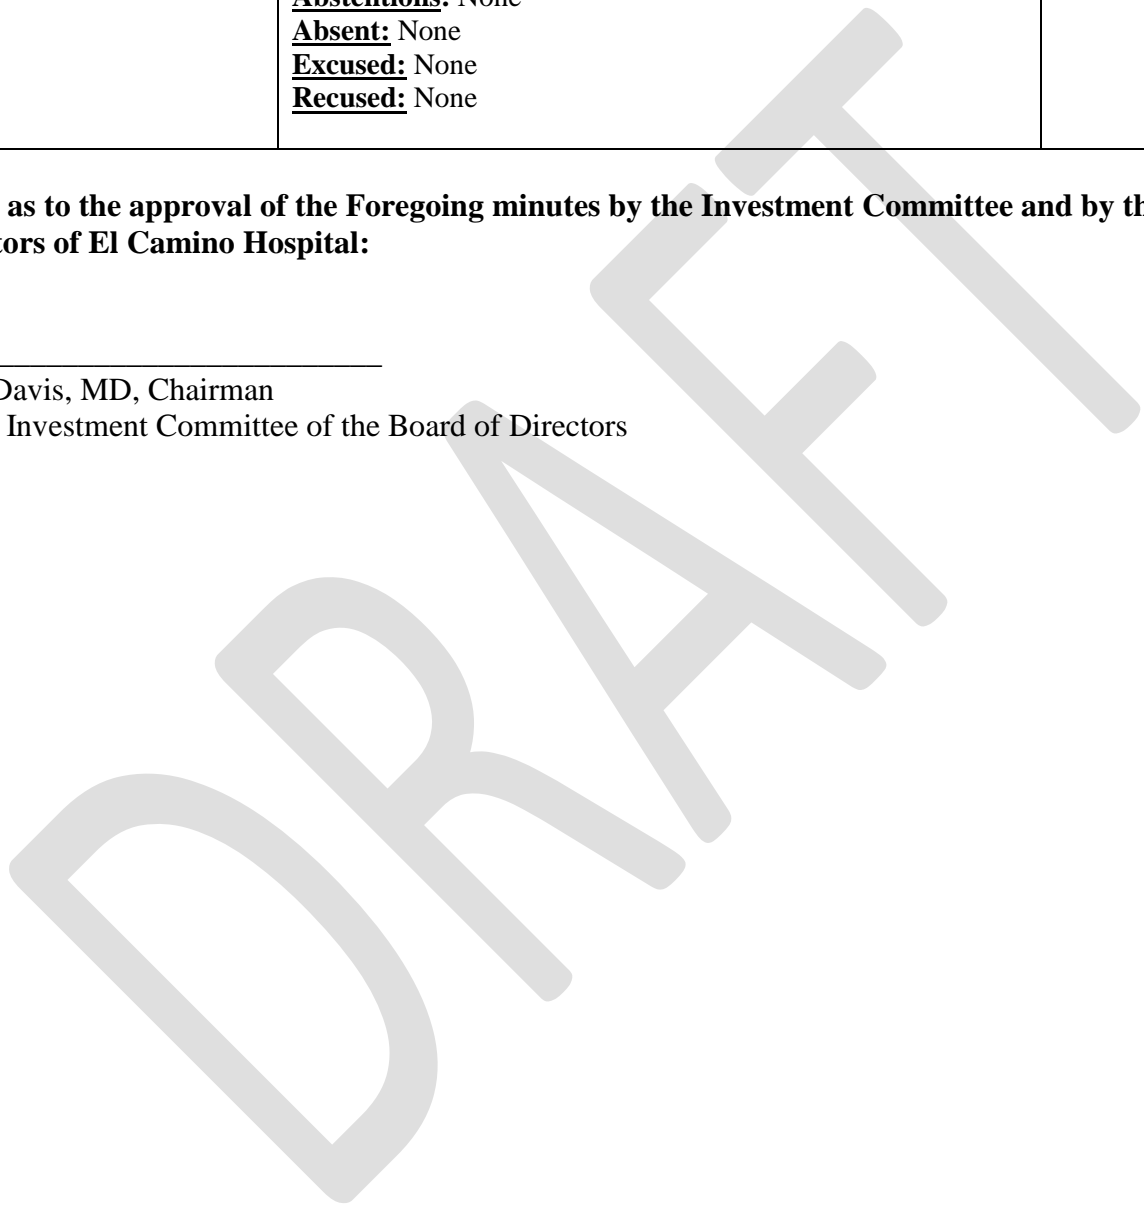 Abstentions: None
Absent: None
Excused: None
Recused: None
as to the approval of the Foregoing minutes by the Investment Committee and by th
tors of El Camino Hospital:
Davis, MD, Chairman
Investment Committee of the Board of Directors
DRAFT